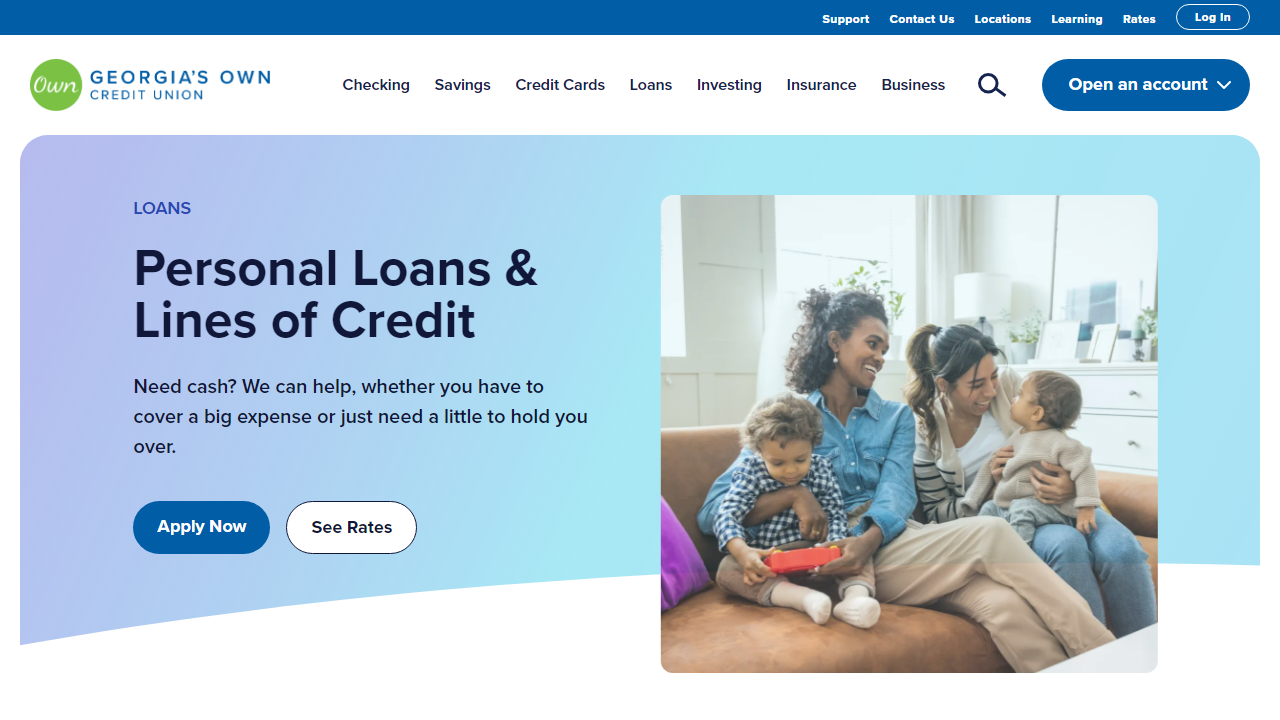 Support Contact Us Locations Learning Rates Log In
Own GEORGIA'S OWN
CREDIT UNION
Checking Savings Credit Cards Loans Investing Insurance Business
Open an account
LOANS
Personal Loans &
Lines of Credit
Need cash? We can help, whether you have to
cover a big expense or just need a little to hold you
over.
Apply Now See Rates